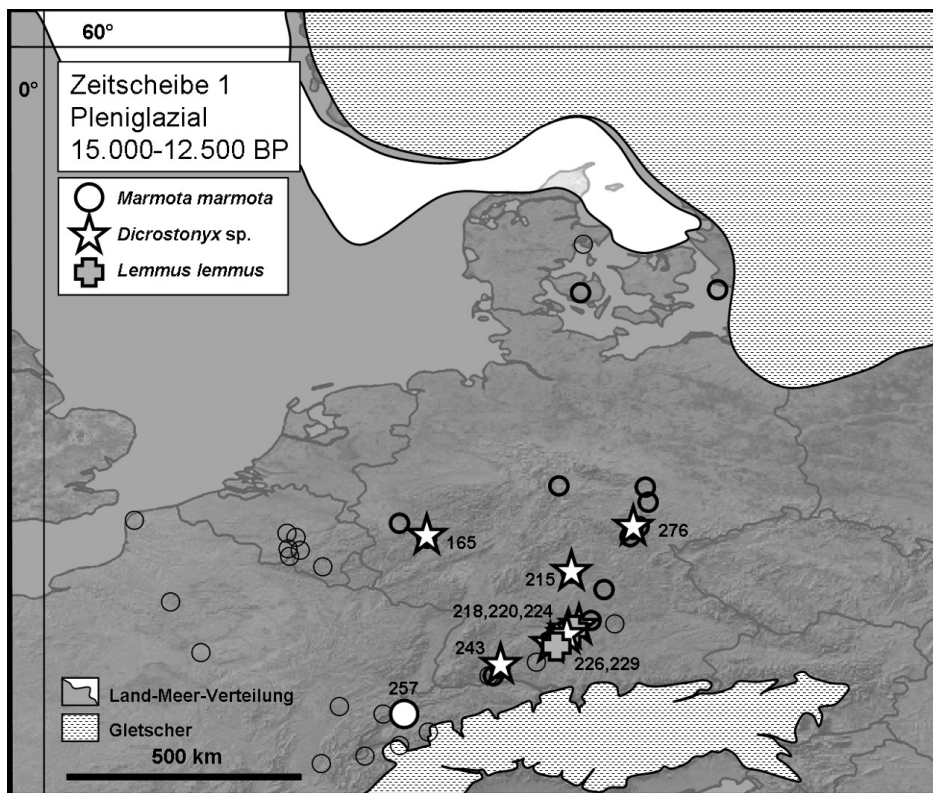 60°
0°
Zeitscheibe 1
Pleniglazial
15.000-12.500 BP
Marmota marmota
Dicrostonyx sp.
Lemmus lemmus
165
276
215
218,220,224
243
226,229
257
Land-Meer-Verteilung
Gletscher
500 km